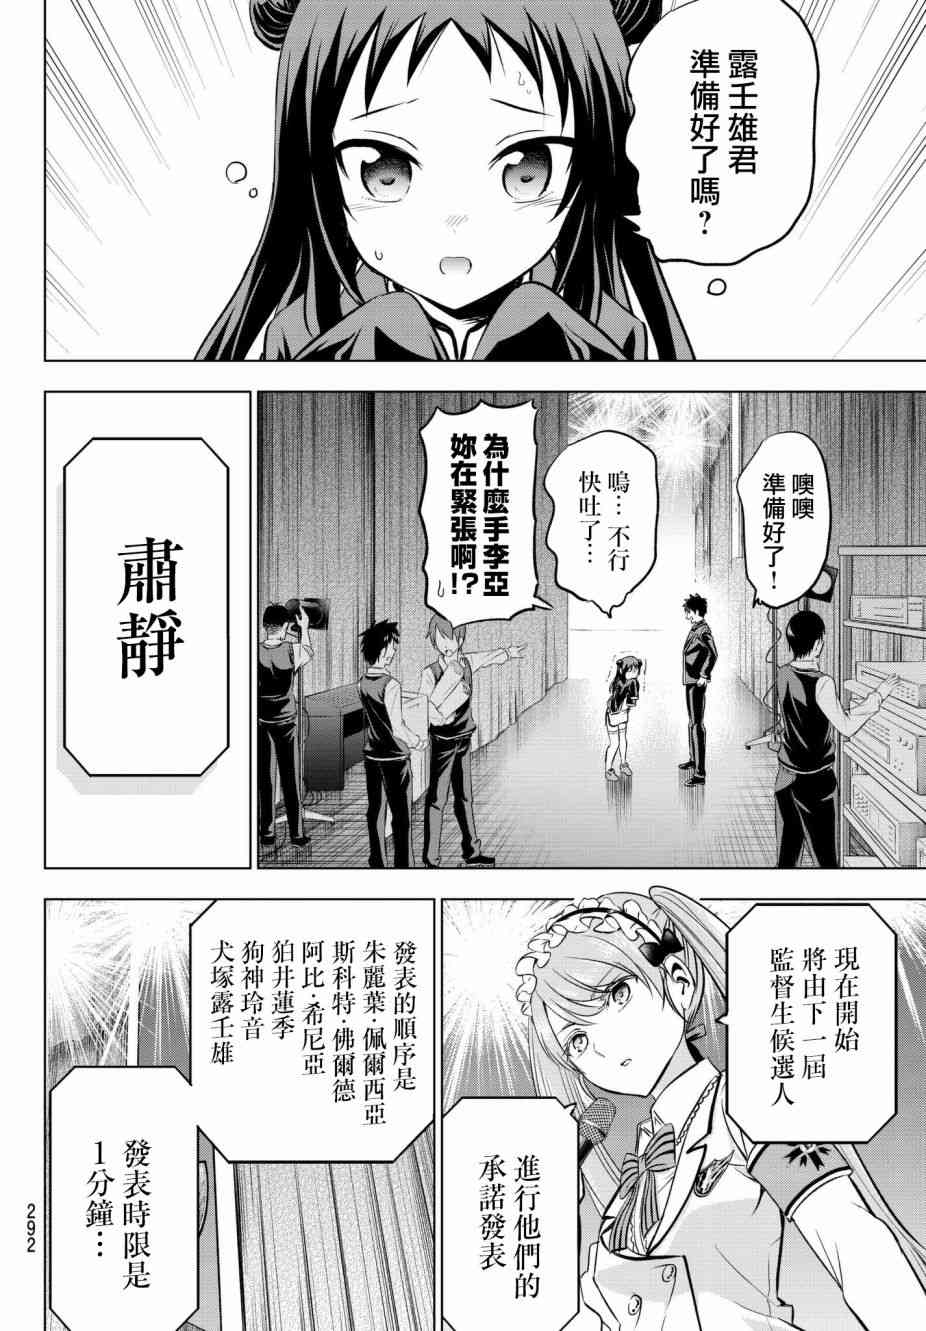 露壬雄君
準備好了嗎?
噢噢
準備好了!
嗚…不行
快吐了…
為什麼手李亞
妳在緊張啊!?
肅靜
現在開始
將由下一屆
監督生候選人
進行他們的
承諾發表
發表的順序是
朱麗葉·佩爾西亞
斯科特·佛爾德
阿比·希尼亞
狛井蓮季
狗神玲音
犬塚露壬雄
發表時限是
1分鐘…
292